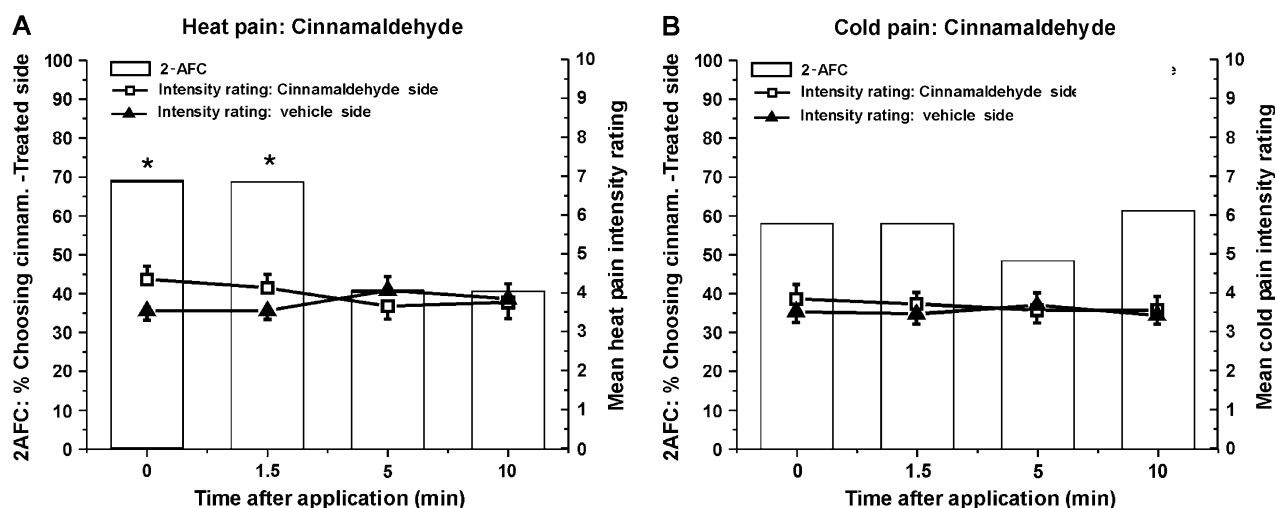 A
Heat pain: Cinnamaldehyde
2AFC: % Choosing cinnam. -Treated side
100
90
80
70
60
50
40
30
20
10
0
2-AFC
Intensity rating: Cinnamaldehyde side
Intensity rating: vehicle side
* *
10
9
8
7
6
5
4
3
2
1
0
Mean heat pain intensity rating
0 1.5 5 10
Time after application (min)
B
Cold pain: Cinnamaldehyde
2AFC: % Choosing cinnam. -Treated side
100
90
80
70
60
50
40
30
20
10
0
2-AFC
Intensity rating: Cinnamaldehyde side
Intensity rating: vehicle side
10
9
8
7
6
5
4
3
2
1
0
Mean cold pain intensity rating
0 1.5 5 10
Time after application (min)